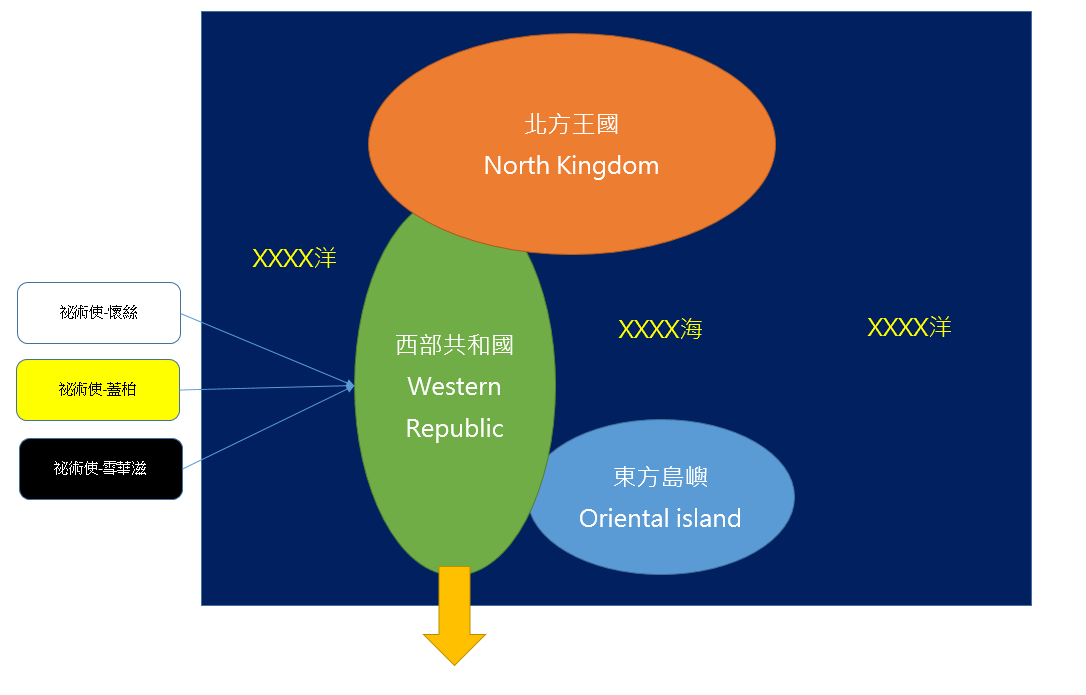 北方王國
North Kingdom
XXXX洋
祕術使-懷絲
西部共和國
Western
Republic
XXXX海
XXXX洋
祕術使-蓋柏
祕術使-雪華滋
東方島嶼
Oriental island